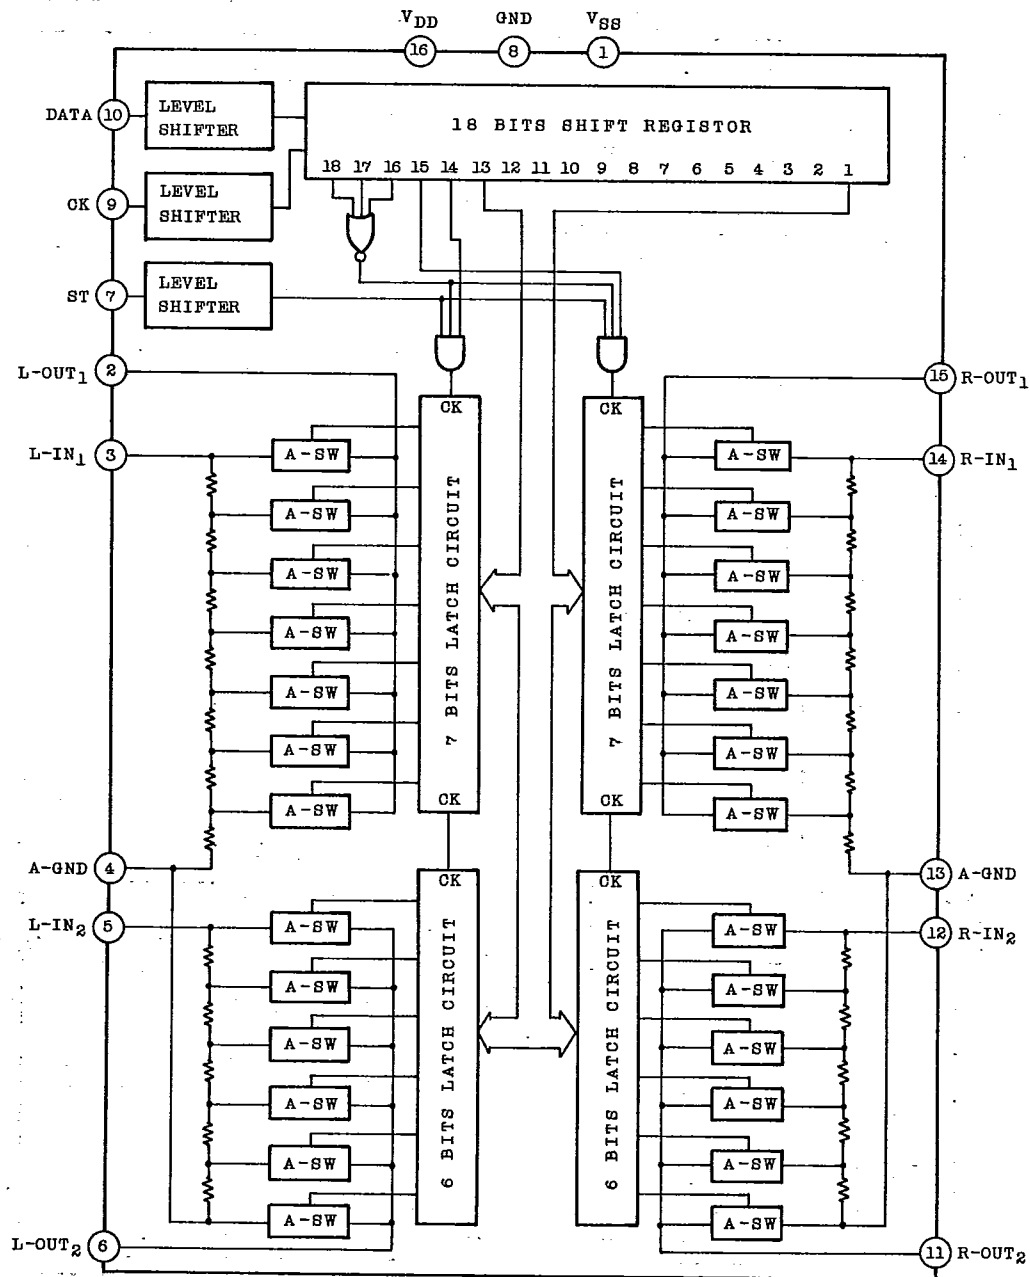 VDD GND VSS
16 8 1
DATA 10 LEVEL SHIFTER
18 BITS SHIFT REGISTOR
18 17 16 15 14 13 12 11 10 9 8 7 6 5 4 3 2 1
CK 9 LEVEL SHIFTER
ST 7 LEVEL SHIFTER
L-OUT1 2
15 R-OUT1
CK CK
L-IN1 3 A-SW A-SW 14 R-IN1
A-SW A-SW
A-SW A-SW
A-SW A-SW
A-SW A-SW
A-SW A-SW
A-SW A-SW
7 BITS LATCH CIRCUIT
7 BITS LATCH CIRCUIT
CK CK
A-GND 4 13 A-GND
CK CK
L-IN2 5 A-SW A-SW 12 R-IN2
A-SW A-SW
A-SW A-SW
A-SW A-SW
A-SW A-SW
A-SW A-SW
6 BITS LATCH CIRCUIT
6 BITS LATCH CIRCUIT
L-OUT2 6 11 R-OUT2